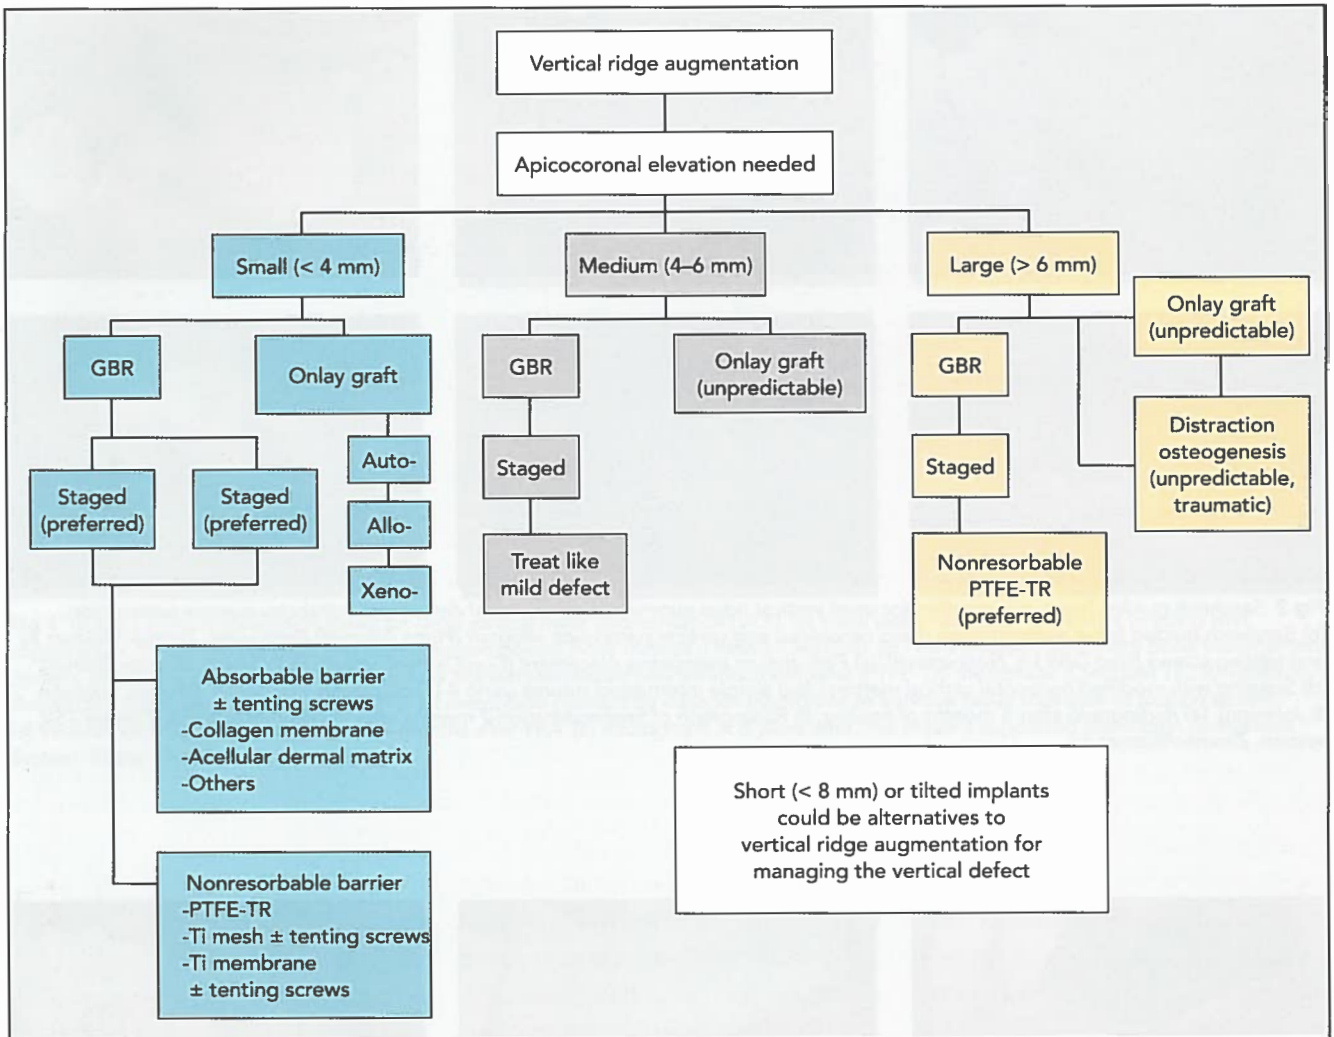 Vertical ridge augmentation
Apicocoronal elevation needed
Small (< 4 mm)
GBR
Onlay graft
Staged
(preferred)
Staged
(preferred)
Auto-
Allo-
Xeno-
Absorbable barrier
± tenting screws
-Collagen membrane
-Acellular dermal matrix
-Others
Nonresorbable barrier
-PTFE-TR
-Ti mesh ± tenting screws
-Ti membrane
± tenting screws
Medium (4–6 mm)
GBR
Onlay graft
(unpredictable)
Staged
Treat like
mild defect
Large (> 6 mm)
GBR
Staged
Nonresorbable
PTFE-TR
(preferred)
Onlay graft
(unpredictable)
Distraction
osteogenesis
(unpredictable,
traumatic)
Short (< 8 mm) or tilted implants
could be alternatives to
vertical ridge augmentation for
managing the vertical defect